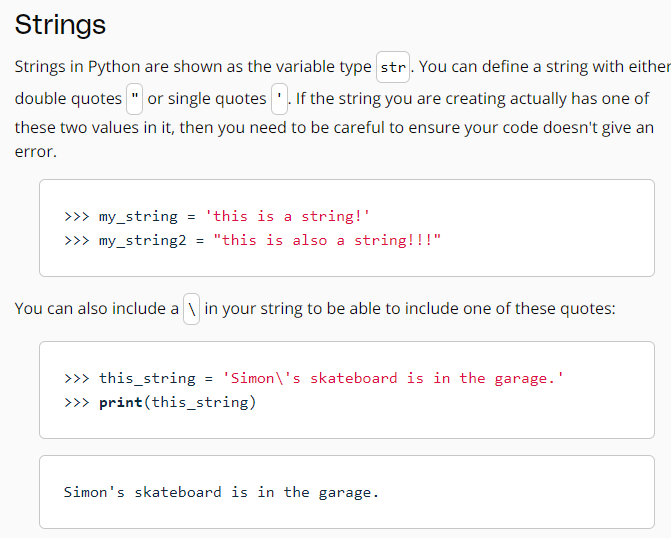 Strings
Strings in Python are shown as the variable type str. You can define a string with either
double quotes " or single quotes '. If the string you are creating actually has one of
these two values in it, then you need to be careful to ensure your code doesn't give an
error.
>>> my_string = 'this is a string!'
>>> my_string2 = "this is also a string!!!"
You can also include a \ in your string to be able to include one of these quotes:
>>> this_string = 'Simon\'s skateboard is in the garage.'
>>> print(this_string)
Simon's skateboard is in the garage.